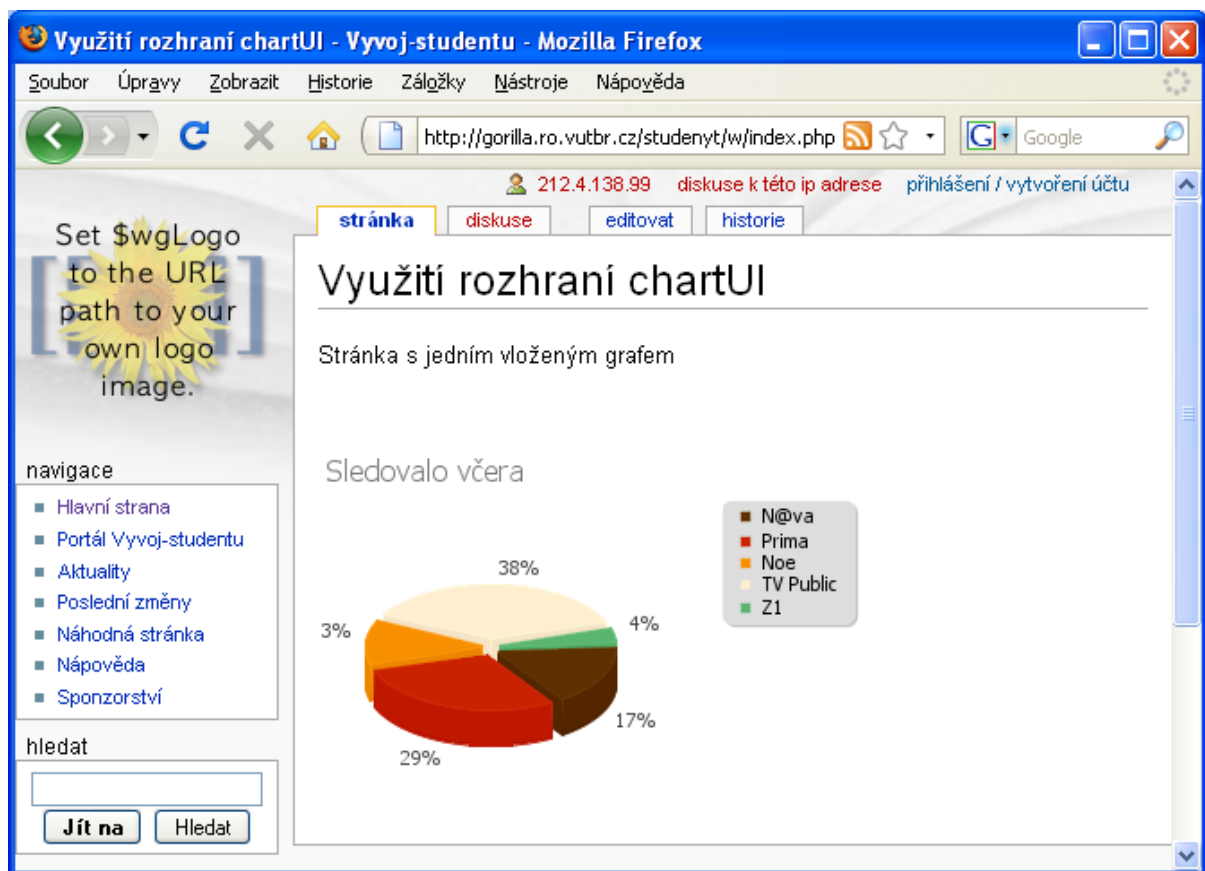 Využití rozhraní chartUI - Vyvoj-studentu - Mozilla Firefox
Soubor Úpravy Zobrazit Historie Záložky Nástroje Nápověda
http://gorilla.ro.vutbr.cz/studenyt/w/index.php G Google
212.4.138.99 diskuse k této ip adrese přihlášení / vytvoření účtu
stránka diskuse editovat historie
Set $wgLogo
to the URL
path to your
own logo
image.
Využití rozhraní chartUI
Stránka s jedním vloženým grafem
navigace
Hlavní strana
Portál Vyvoj-studentu
Aktuality
Poslední změny
Náhodná stránka
Nápověda
Sponzorství
hledat
Jít na Hledat
Sledovalo včera
38%
3%
4%
17%
29%
N@va
Prima
Noe
TV Public
Z1